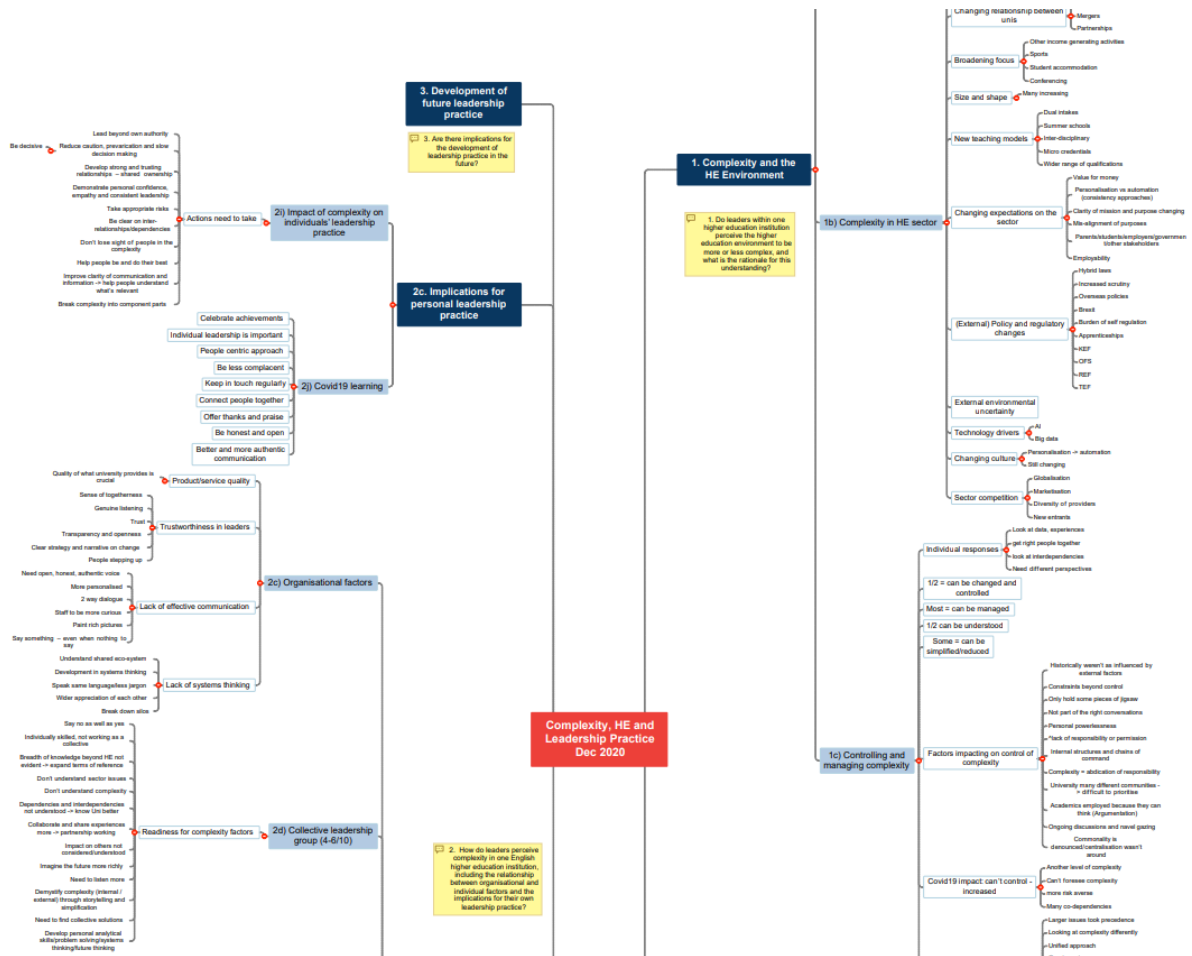 3. Development of
future leadership
practice
3. Are there implications for
the development of
leadership practice in the
future?
Lead beyond own authority
Be decisive
Reduce caution, prevarication and slow
decision making
Develop strong and trusting
relationships – shared ownership
Demonstrate personal confidence,
empathy and consistent leadership
Take appropriate risks
Be clear on inter-
relationships/dependencies
Don't lose sight of people in the
complexity
Help people be and do their best
Improve clarity of communication and
information -> help people understand
what's relevant
Break complexity into component parts
Actions need to take
2i) Impact of complexity on
individuals' leadership
practice
2c. Implications for
personal leadership
practice
Celebrate achievements
Individual leadership is important
People centric approach
Be less complacent
Keep in touch regularly
Connect people together
Offer thanks and praise
Be honest and open
Better and more authentic
communication
2j) Covid19 learning
Quality of what university provides is
crucial
Product/service quality
Sense of togetherness
Genuine listening
Trust
Transparency and openness
Clear strategy and narrative on change
People stepping up
Trustworthiness in leaders
Need open, honest, authentic voice
More personalised
2 way dialogue
Staff to be more curious
Paint rich pictures
Say something – even when nothing to
say
Lack of effective communication
2c) Organisational factors
Understand shared eco-system
Development in systems thinking
Speak same language/less jargon
Wider appreciation of each other
Break down silos
Lack of systems thinking
Say no as well as yes
Individually skilled, not working as a
collective
Breadth of knowledge beyond HE not
evident -> expand terms of reference
Don't understand sector issues
Don't understand complexity
Dependencies and interdependencies
not understood -> know Uni better
Collaborate and share experiences
more -> partnership working
Impact on others not
considered/understood
Imagine the future more richly
Need to listen more
Demystify complexity (internal /
external) through storytelling and
simplification
Need to find collective solutions
Develop personal analytical
skills/problem solving/systems
thinking/future thinking
Readiness for complexity factors
2d) Collective leadership
group (4-6/10)
2. How do leaders perceive
complexity in one English
higher education institution,
including the relationship
between organisational and
individual factors and the
implications for their own
leadership practice?
Complexity, HE and
Leadership Practice
Dec 2020
1. Complexity and the
HE Environment
1. Do leaders within one
higher education institution
perceive the higher
education environment to be
more or less complex, and
what is the rationale for this
understanding?
1b) Complexity in HE sector
Changing relationship between
unis
Mergers
Partnerships
Broadening focus
Other income generating activities
Sports
Student accommodation
Conferencing
Size and shape
Many increasing
New teaching models
Dual intakes
Summer schools
Inter-disciplinary
Micro credentials
Wider range of qualifications
Changing expectations on the
sector
Value for money
Personalisation vs automation
(consistency approaches)
Clarity of mission and purpose changing
Mis-alignment of purposes
Parents/students/employers/governmen
t/other stakeholders
Employability
(External) Policy and regulatory
changes
Hybrid laws
Increased scrutiny
Overseas policies
Brexit
Burden of self regulation
Apprenticeships
KEF
OFS
REF
TEF
External environmental
uncertainty
Technology drivers
AI
Big data
Changing culture
Personalisation -> automation
Still changing
Sector competition
Globalisation
Marketisation
Diversity of providers
New entrants
1c) Controlling and
managing complexity
Individual responses
Look at data, experiences
get right people together
look at interdependencies
Need different perspectives
1/2 = can be changed and
controlled
Most = can be managed
1/2 can be understood
Some = can be
simplified/reduced
Factors impacting on control of
complexity
Historically weren't as influenced by
external factors
Constraints beyond control
Only hold some pieces of jigsaw
Not part of the right conversations
Personal powerlessness
*lack of responsibility or permission
Internal structures and chains of
command
Complexity = abdication of responsibility
University many different communities -
> difficult to prioritise
Academics employed because they can
think (Argumentation)
Ongoing discussions and navel gazing
Commonality is
denounced/centralisation wasn't
around
Covid19 impact: can't control -
increased
Another level of complexity
Can't foresee complexity
more risk averse
Many co-dependencies
Larger issues took precedence
Looking at complexity differently
Unified approach